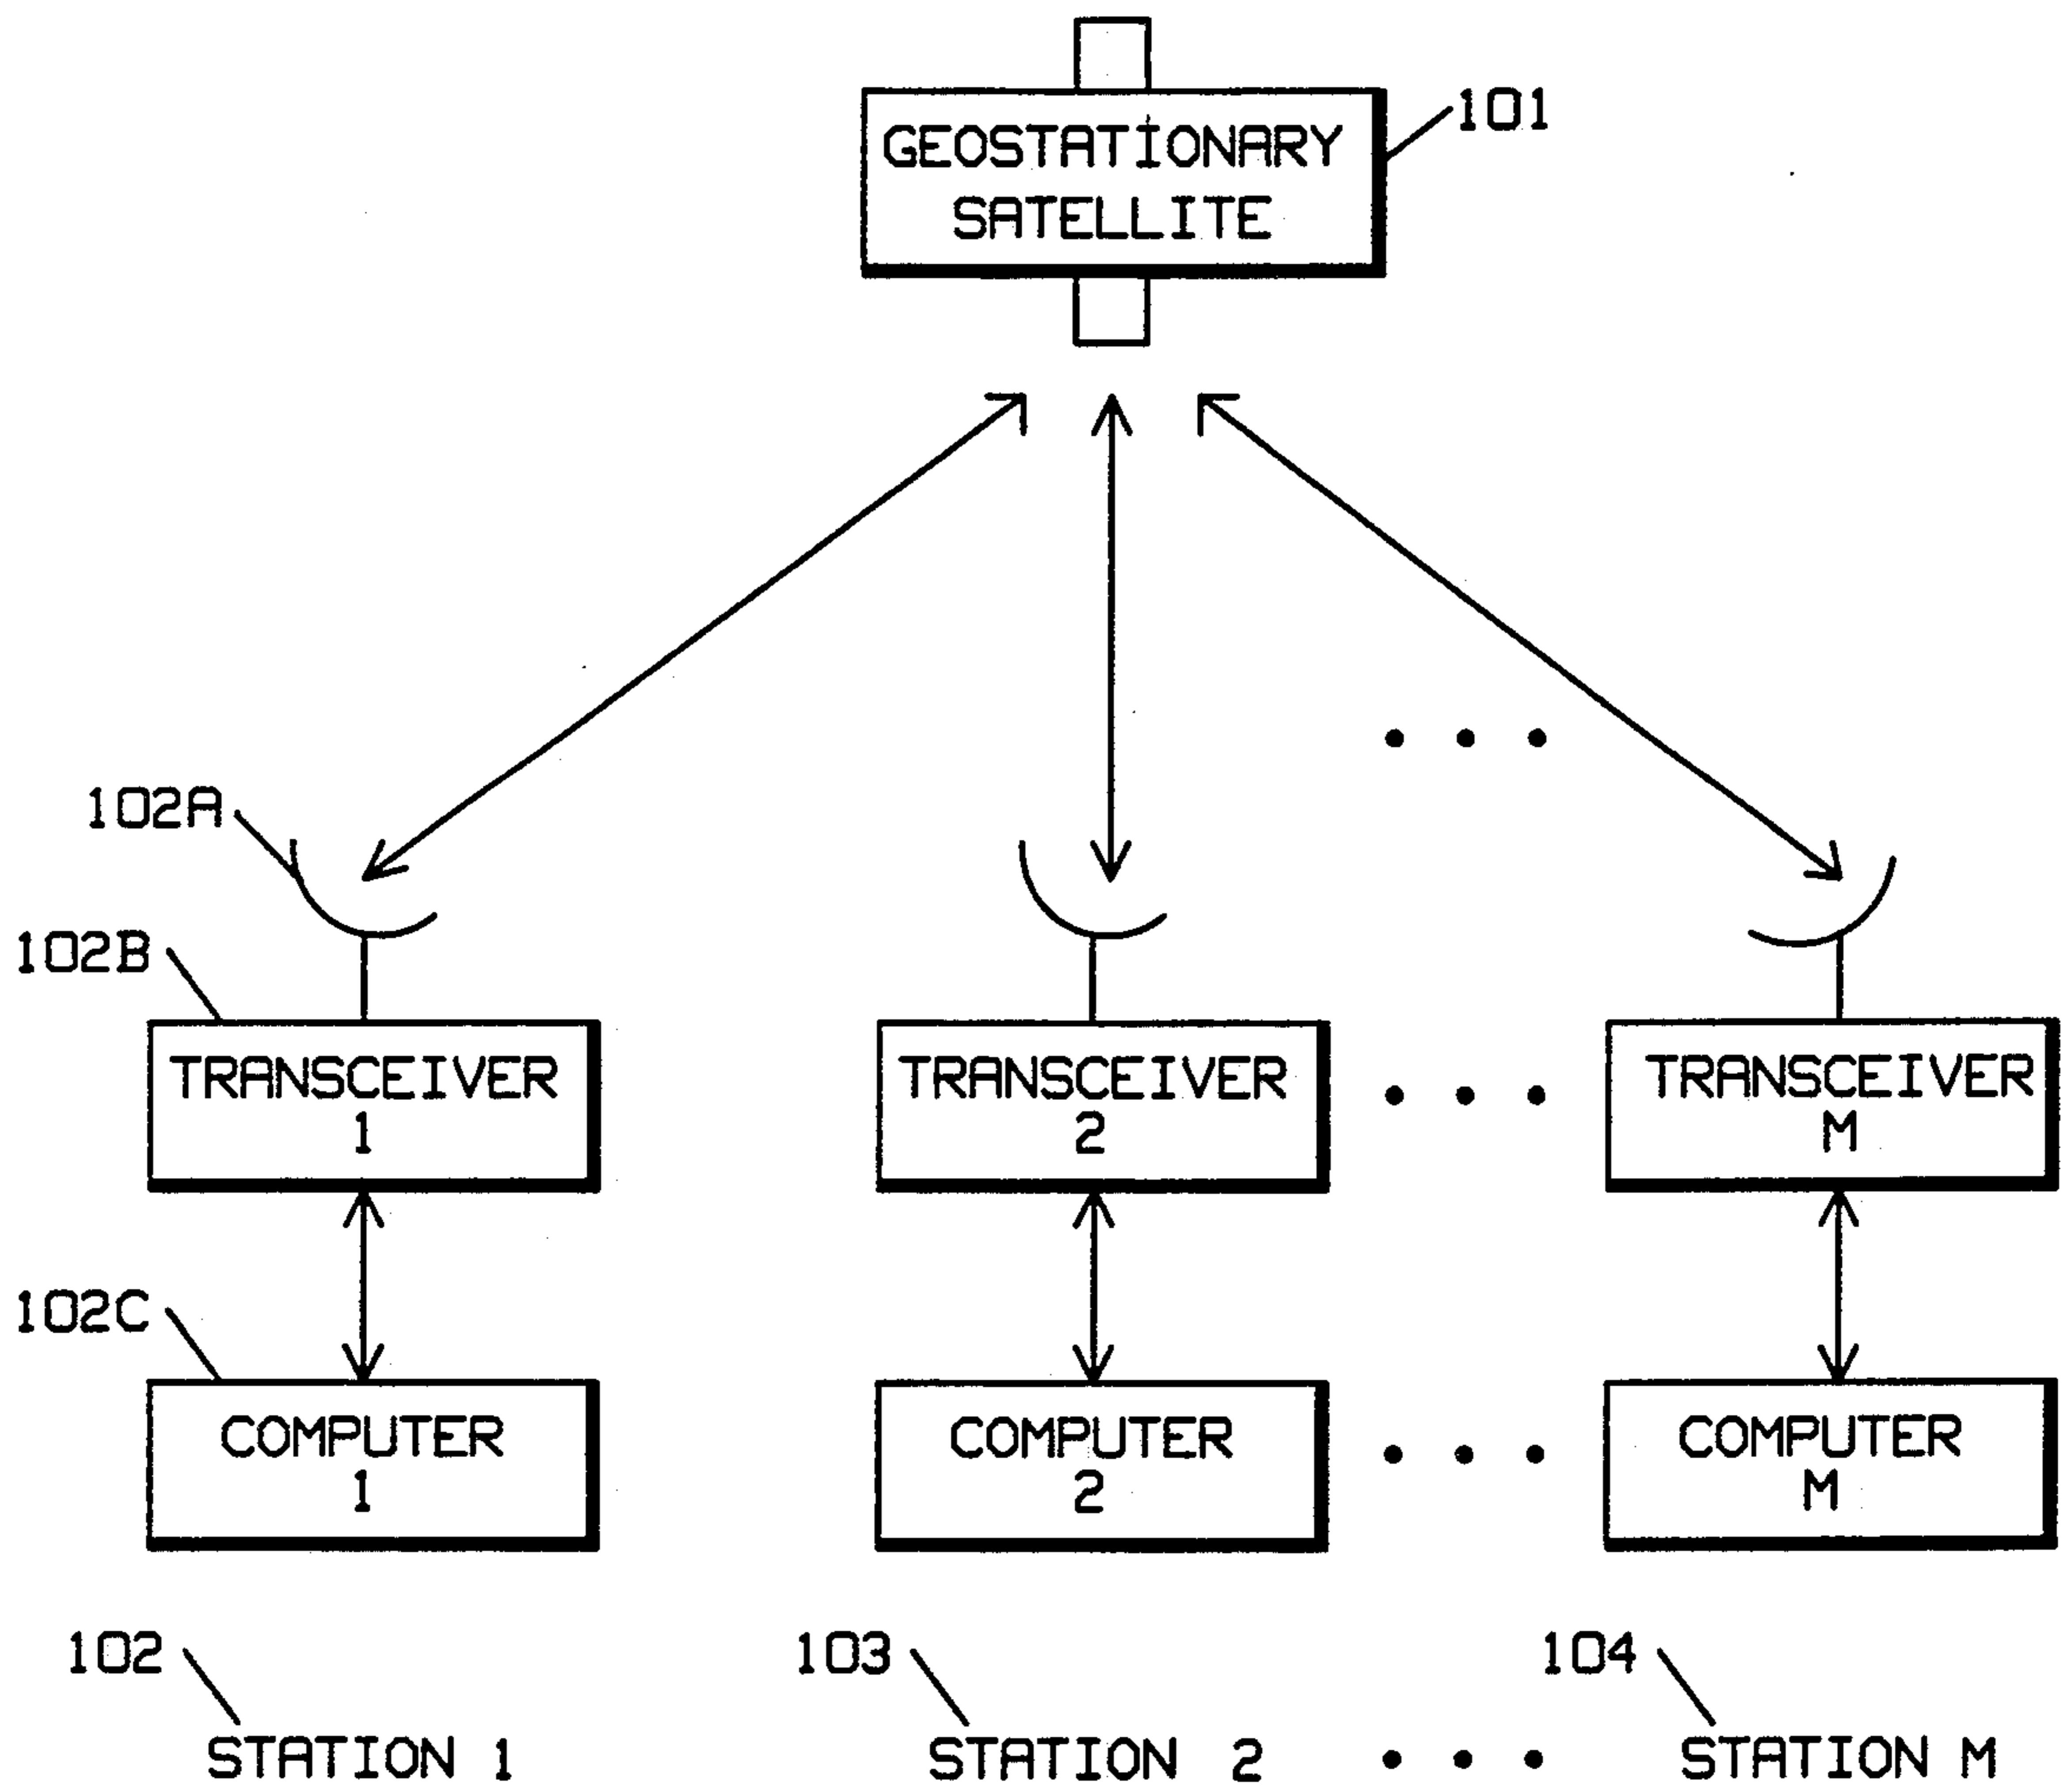 GEOSTATIONARY
SATELLITE
101
102A
102B
TRANSCEIVER
1
TRANSCEIVER
2
TRANSCEIVER
M
102C
COMPUTER
1
COMPUTER
2
COMPUTER
M
102
103
104
STATION 1
STATION 2
STATION M